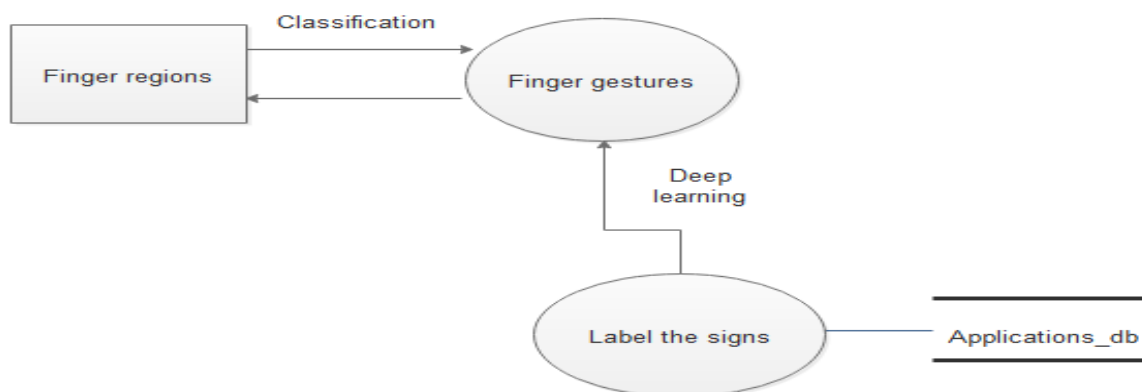 Classification
Finger regions
Finger gestures
Deep
learning
Label the signs
Applications_db